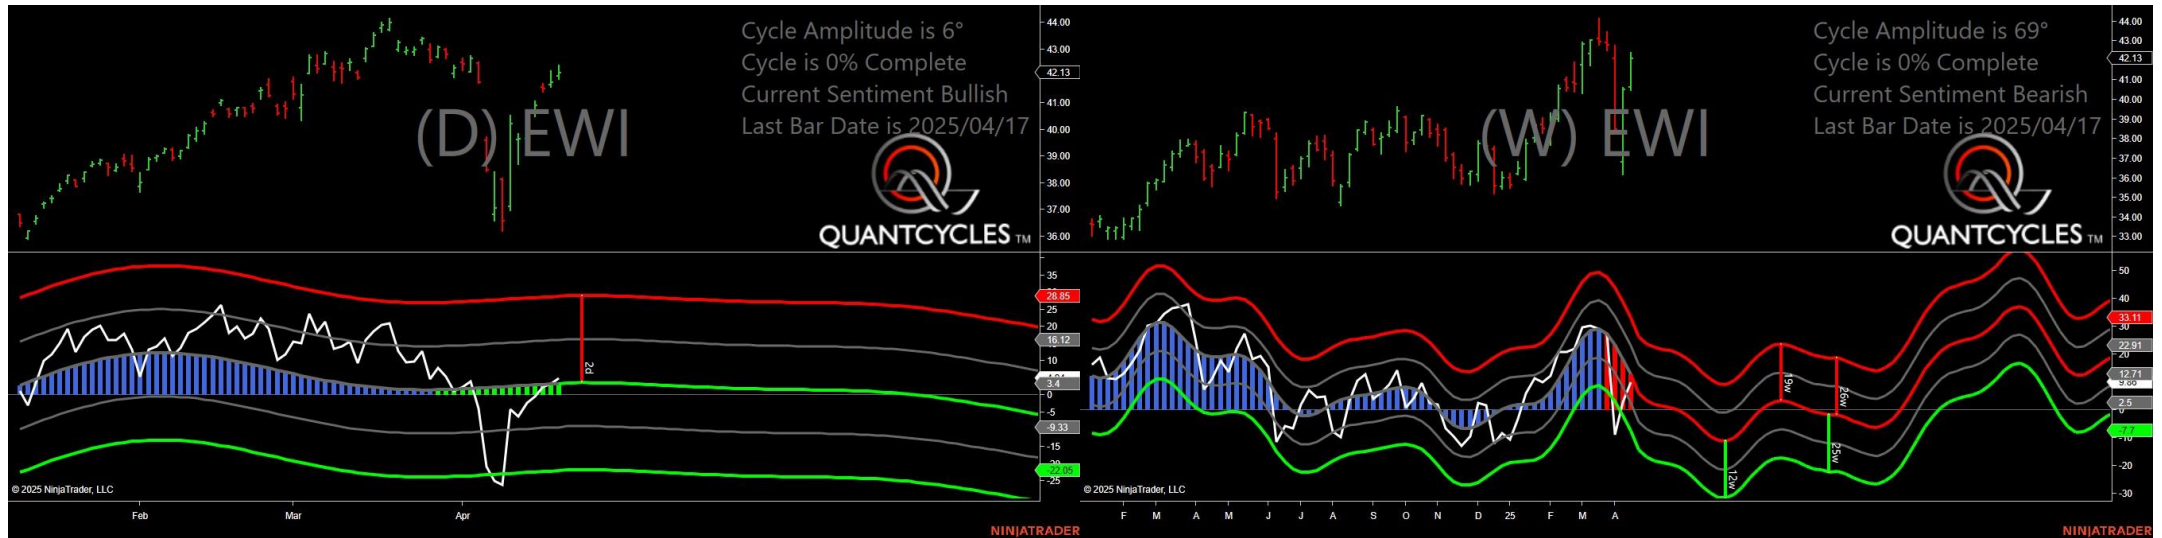 Cycle Amplitude is 6°
Cycle is 0% Complete
Current Sentiment Bullish
Last Bar Date is 2025/04/17
(D) EWI
QUANTCYCLES TM
44.00
43.00
42.13
41.00
40.00
39.00
38.00
37.00
36.00
35
28.85
25
20
16.12
10
3.4
0
-5
-9.33
-15
-22.05
-25
2d
© 2025 NinjaTrader, LLC
Feb Mar Apr
NINJATRADER
Cycle Amplitude is 69°
Cycle is 0% Complete
Current Sentiment Bearish
Last Bar Date is 2025/04/17
(W) EWI
QUANTCYCLES TM
44.00
43.00
42.13
41.00
40.00
39.00
38.00
37.00
36.00
35.00
34.00
33.00
50
40
33.11
30
22.91
20
12.71
9.86
2.5
0
-7.7
-10
-20
-30
12w
19w
25w
26w
© 2025 NinjaTrader, LLC
F M A M J J A S O N D 25 F M A
NINJATRADER